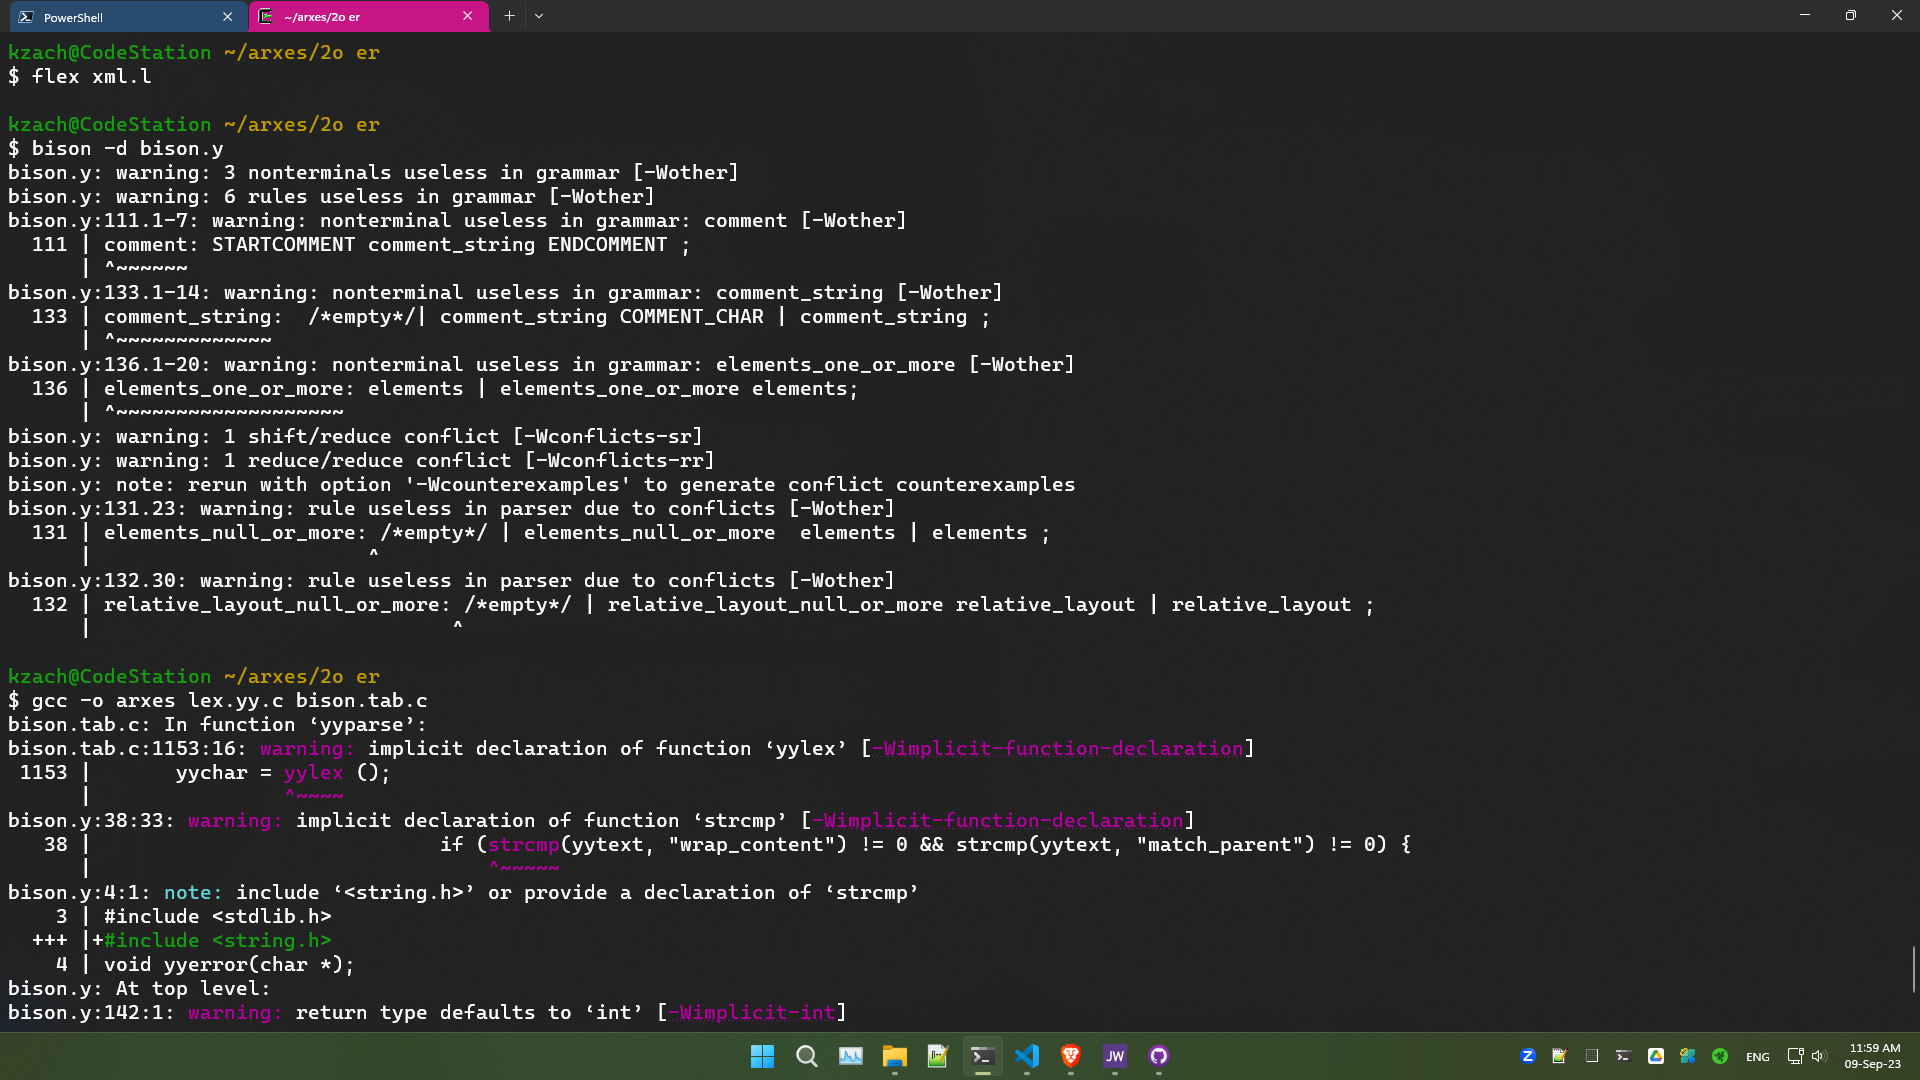 PowerShell
~/arxes/2o er
kzach@CodeStation ~/arxes/2o er
$ flex xml.l
kzach@CodeStation ~/arxes/2o er
$ bison -d bison.y
bison.y: warning: 3 nonterminals useless in grammar [-Wother]
bison.y: warning: 6 rules useless in grammar [-Wother]
bison.y:111.1-7: warning: nonterminal useless in grammar: comment [-Wother]
  111 | comment: STARTCOMMENT comment_string ENDCOMMENT ;
      | ^~~~~~~
bison.y:133.1-14: warning: nonterminal useless in grammar: comment_string [-Wother]
  133 | comment_string:  /*empty*/| comment_string COMMENT_CHAR | comment_string ;
      | ^~~~~~~~~~~~~~
bison.y:136.1-20: warning: nonterminal useless in grammar: elements_one_or_more [-Wother]
  136 | elements_one_or_more: elements | elements_one_or_more elements;
      | ^~~~~~~~~~~~~~~~~~~~
bison.y: warning: 1 shift/reduce conflict [-Wconflicts-sr]
bison.y: warning: 1 reduce/reduce conflict [-Wconflicts-rr]
bison.y: note: rerun with option '-Wcounterexamples' to generate conflict counterexamples
bison.y:131.23: warning: rule useless in parser due to conflicts [-Wother]
  131 | elements_null_or_more: /*empty*/ | elements_null_or_more  elements | elements ;
      |                       ^
bison.y:132.30: warning: rule useless in parser due to conflicts [-Wother]
  132 | relative_layout_null_or_more: /*empty*/ | relative_layout_null_or_more relative_layout | relative_layout ;
      |                              ^
kzach@CodeStation ~/arxes/2o er
$ gcc -o arxes lex.yy.c bison.tab.c
bison.tab.c: In function ‘yyparse’:
bison.tab.c:1153:16: warning: implicit declaration of function ‘yylex’ [-Wimplicit-function-declaration]
 1153 |       yychar = yylex ();
      |                ^~~~~
bison.y:38:33: warning: implicit declaration of function ‘strcmp’ [-Wimplicit-function-declaration]
   38 |                             if (strcmp(yytext, "wrap_content") != 0 && strcmp(yytext, "match_parent") != 0) {
      |                                 ^~~~~~
bison.y:4:1: note: include ‘<string.h>’ or provide a declaration of ‘strcmp’
    3 | #include <stdlib.h>
  +++ |+#include <string.h>
    4 | void yyerror(char *);
bison.y: At top level:
bison.y:142:1: warning: return type defaults to ‘int’ [-Wimplicit-int]
JW
Z
ENG
11:59 AM
09-Sep-23